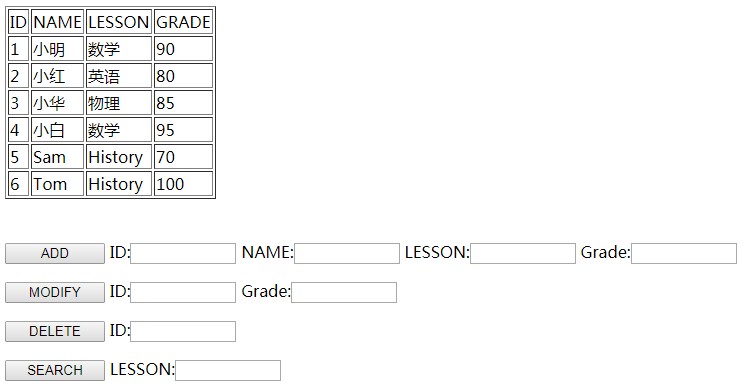 ID NAME LESSON GRADE
1 小明 数学 90
2 小红 英语 80
3 小华 物理 85
4 小白 数学 95
5 Sam History 70
6 Tom History 100
ADD ID: NAME: LESSON: Grade:
MODIFY ID: Grade:
DELETE ID:
SEARCH LESSON: